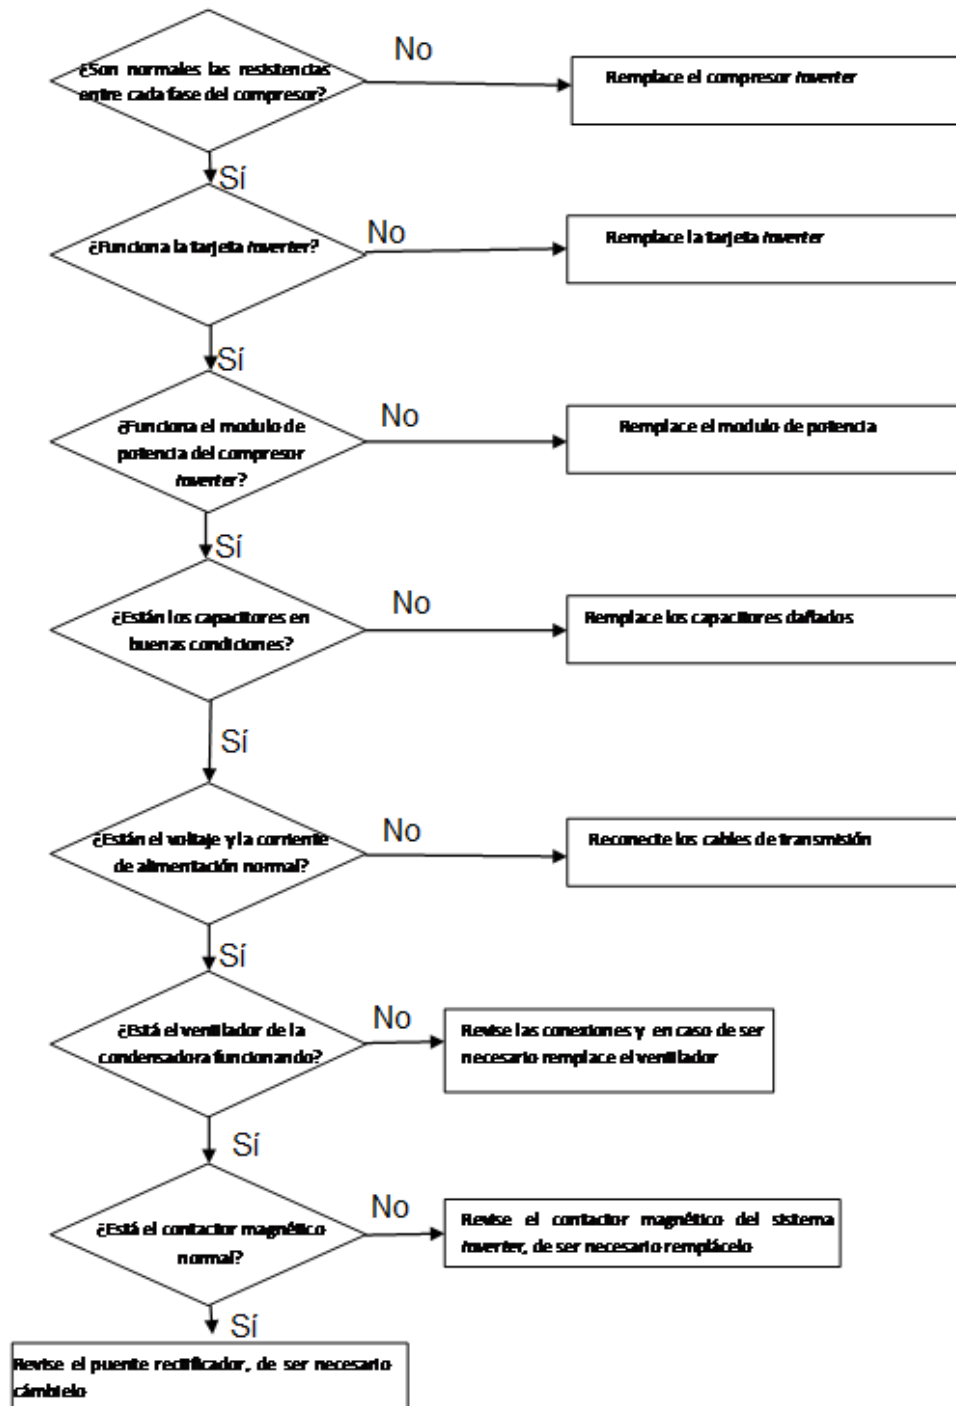 No
¿Son normales las resistencias
entre cada fase del compresor?
Remplace el compresor inverter
Sí
No
¿Funciona la tarjeta inverter?
Remplace la tarjeta inverter
Sí
No
¿Funciona el modulo de
potencia del compresor
inverter?
Remplace el modulo de potencia
Sí
No
¿Están los capacitores en
buenas condiciones?
Remplace los capacitores dañados
Sí
No
¿Están el voltaje y la corriente
de alimentación normal?
Reconecte los cables de transmisión
Sí
No
¿Está el ventilador de la
condensadora funcionando?
Revise las conexiones y en caso de ser
necesario remplace el ventilador
Sí
No
¿Está el contactor magnético
normal?
Revise el contactor magnético del sistema
inverter, de ser necesario remplácelo
Sí
Revise el puente rectificador, de ser necesario
cámbielo